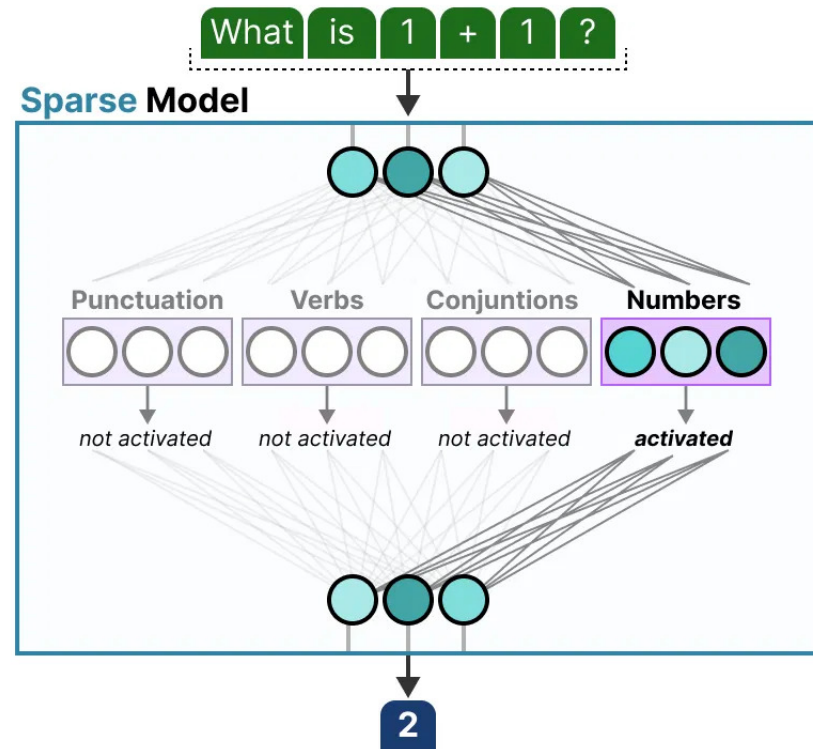 What is 1 + 1 ?
Sparse Model
Punctuation Verbs Conjuntions Numbers
not activated not activated not activated activated
2